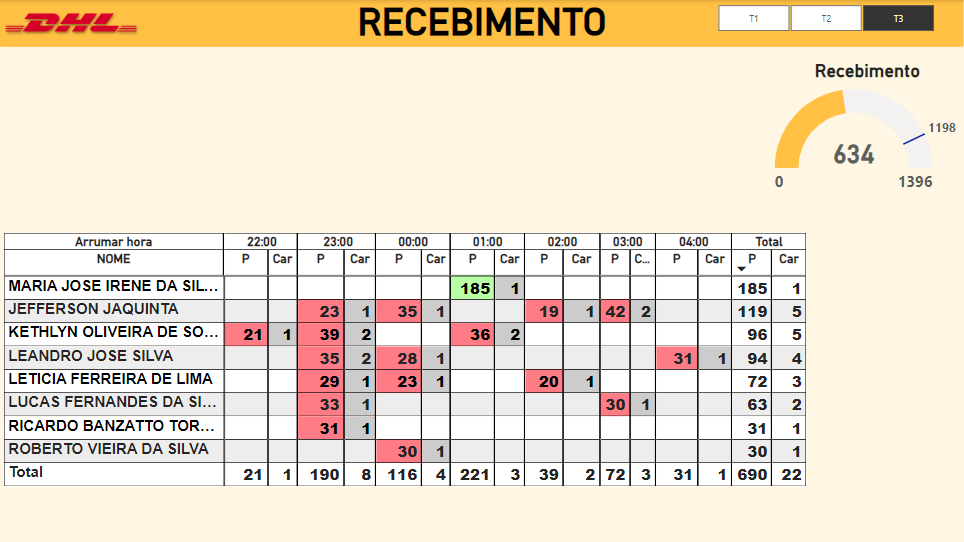 DHL RECEBIMENTO T1 T2 T3
Recebimento
1198
634
0 1396
Arrumar hora 22:00 23:00 00:00 01:00 02:00 03:00 04:00 Total
NOME P Car P Car P Car P Car P Car P C... P Car P Car
MARIA JOSE IRENE DA SIL... 185 1 185 1
JEFFERSON JAQUINTA 23 1 35 1 19 1 42 2 119 5
KETHLYN OLIVEIRA DE SO... 21 1 39 2 36 2 96 5
LEANDRO JOSE SILVA 35 2 28 1 31 1 94 4
LETICIA FERREIRA DE LIMA 29 1 23 1 20 1 72 3
LUCAS FERNANDES DA SI... 33 1 30 1 63 2
RICARDO BANZATTO TOR... 31 1 31 1
ROBERTO VIEIRA DA SILVA 30 1 30 1
Total 21 1 190 8 116 4 221 3 39 2 72 3 31 1 690 22